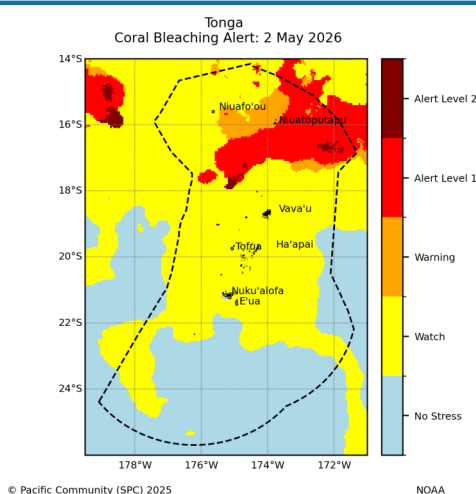 Tonga
Coral Bleaching Alert: 2 May 2026
14°S
16°S
18°S
20°S
22°S
24°S
178°W
176°W
174°W
172°W
Niuafo'ou
Niuatoputapu
Vava'u
Tofua
Ha'apai
Nuku'alofa
E'ua
Alert Level 2
Alert Level 1
Warning
Watch
No Stress
© Pacific Community (SPC) 2025
NOAA